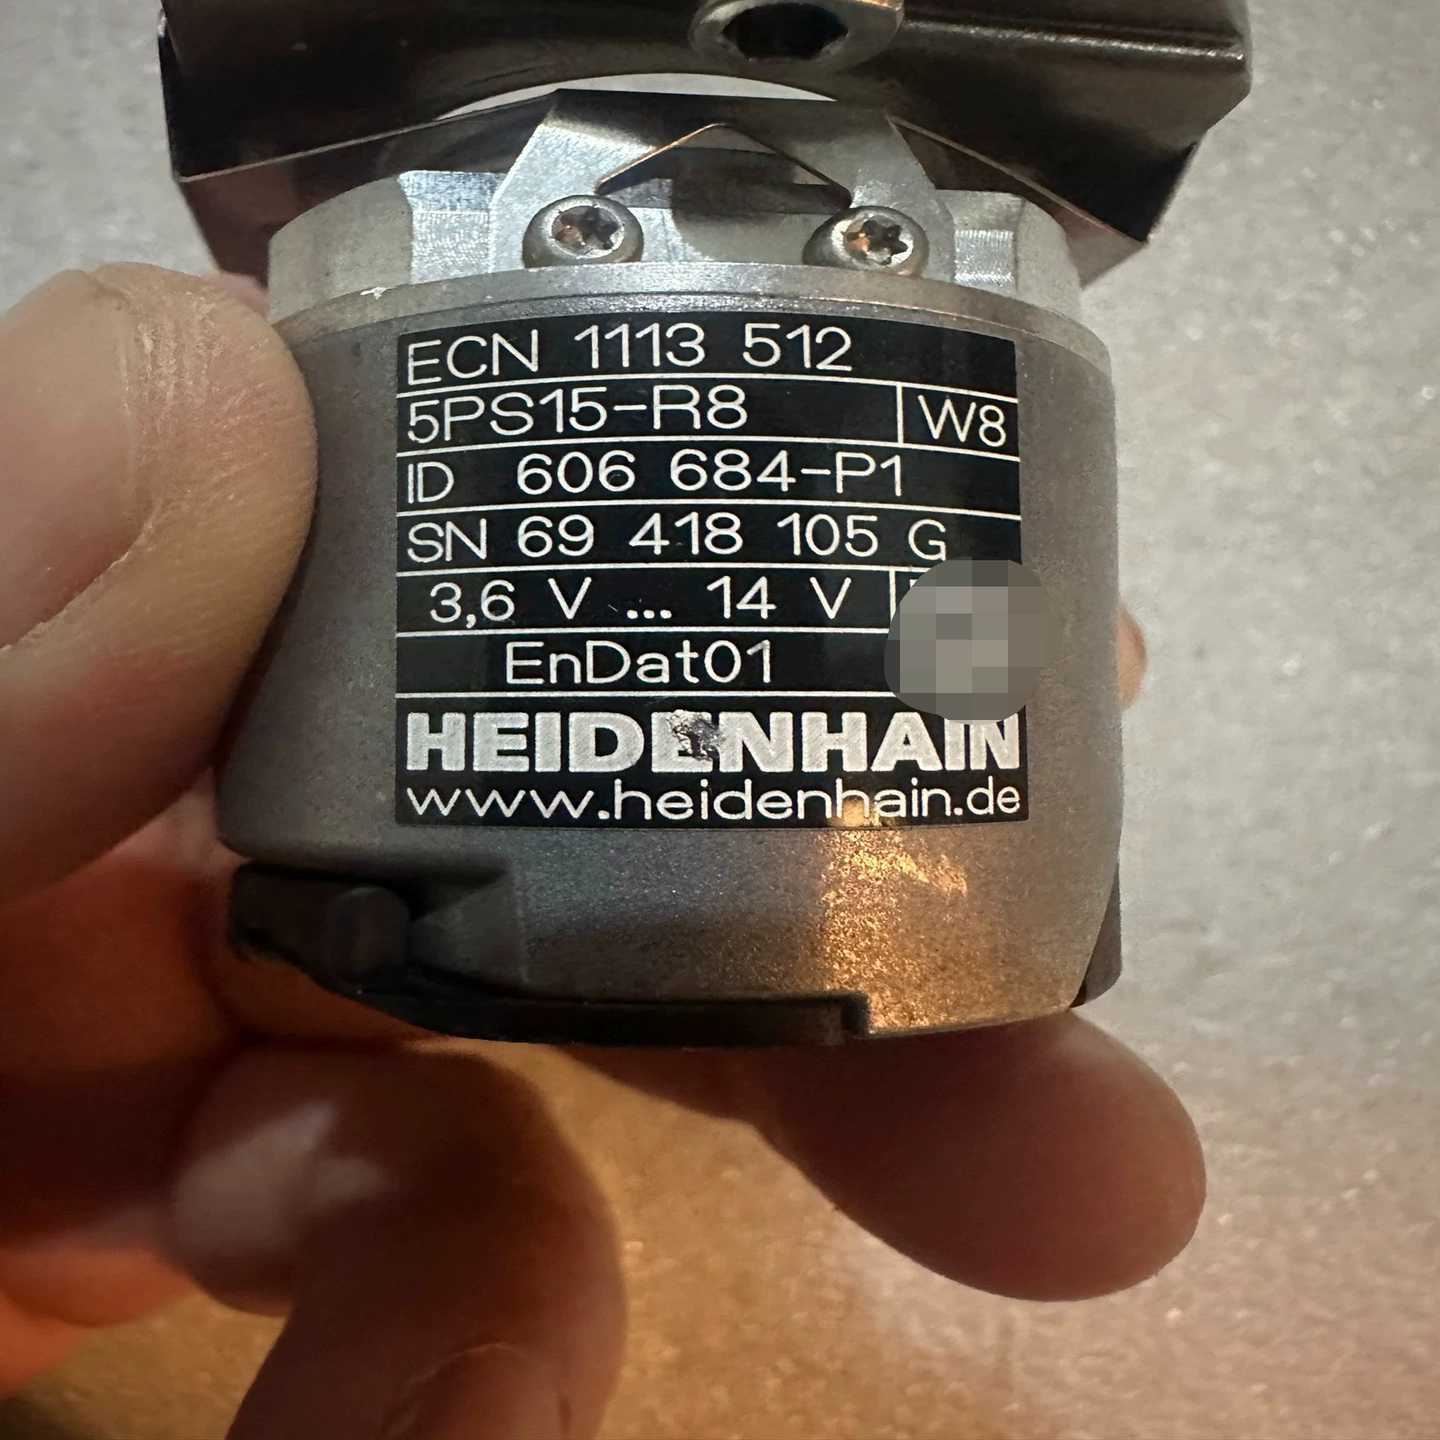 ECN 1113 512
5PS15-R8 W8
ID 606 684-P1
SN 69 418 105 G
3,6 V ... 14 V
EnDat01
HEIDENHAIN
www.heidenhain.de